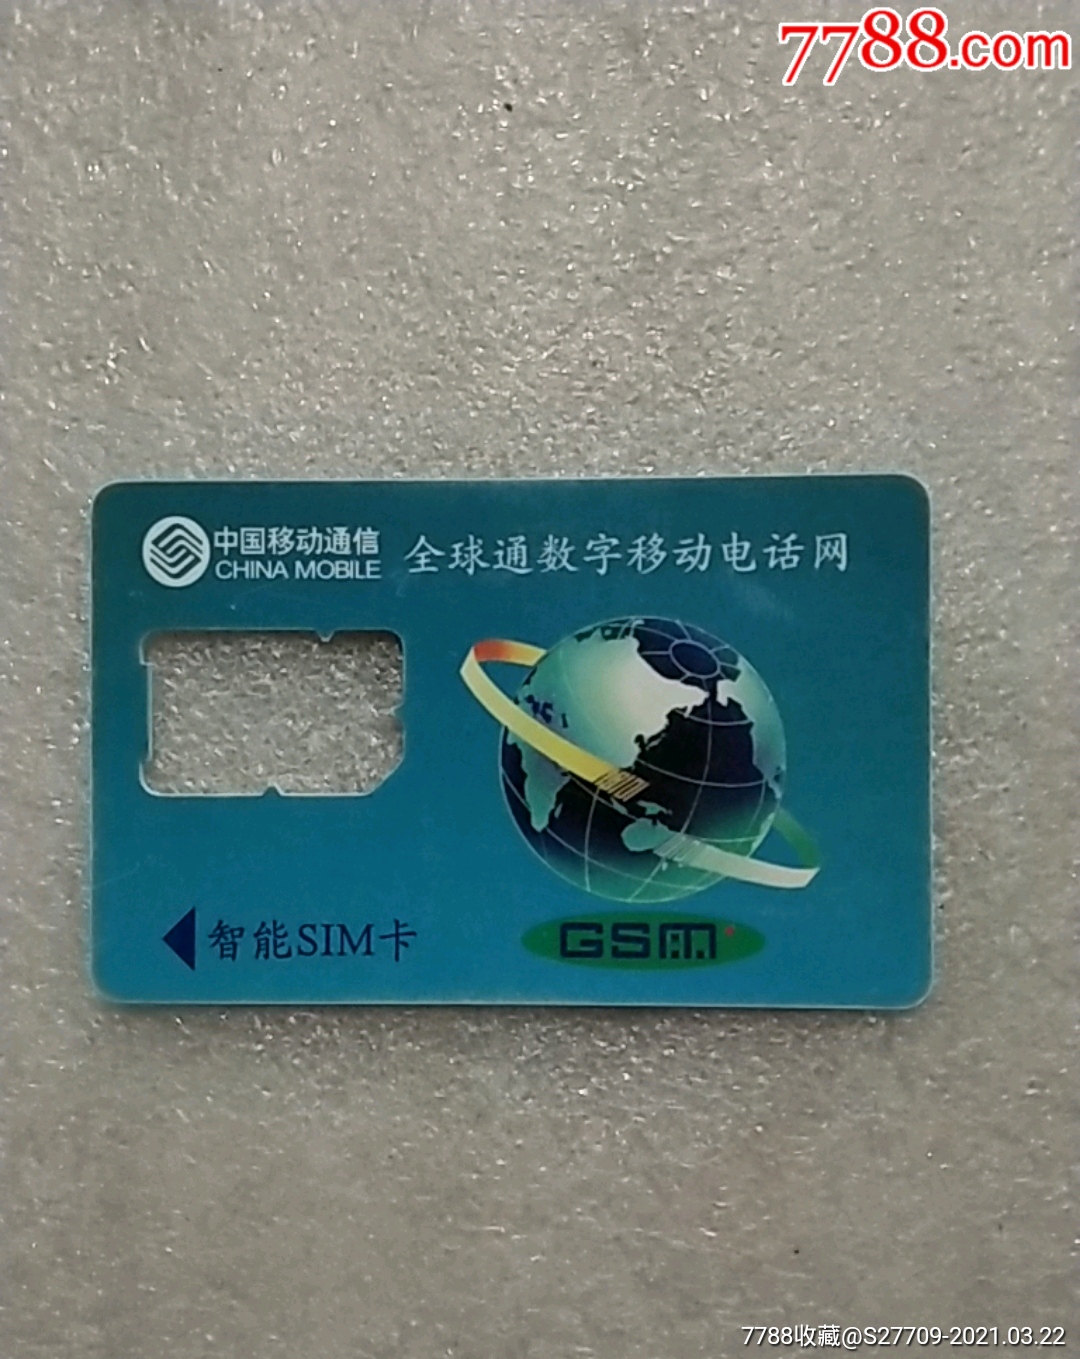 7788.com
中国移动通信
CHINA MOBILE
全球通数字移动电话网
智能SIM卡
GSM
7788收藏@S27709-2021.03.22